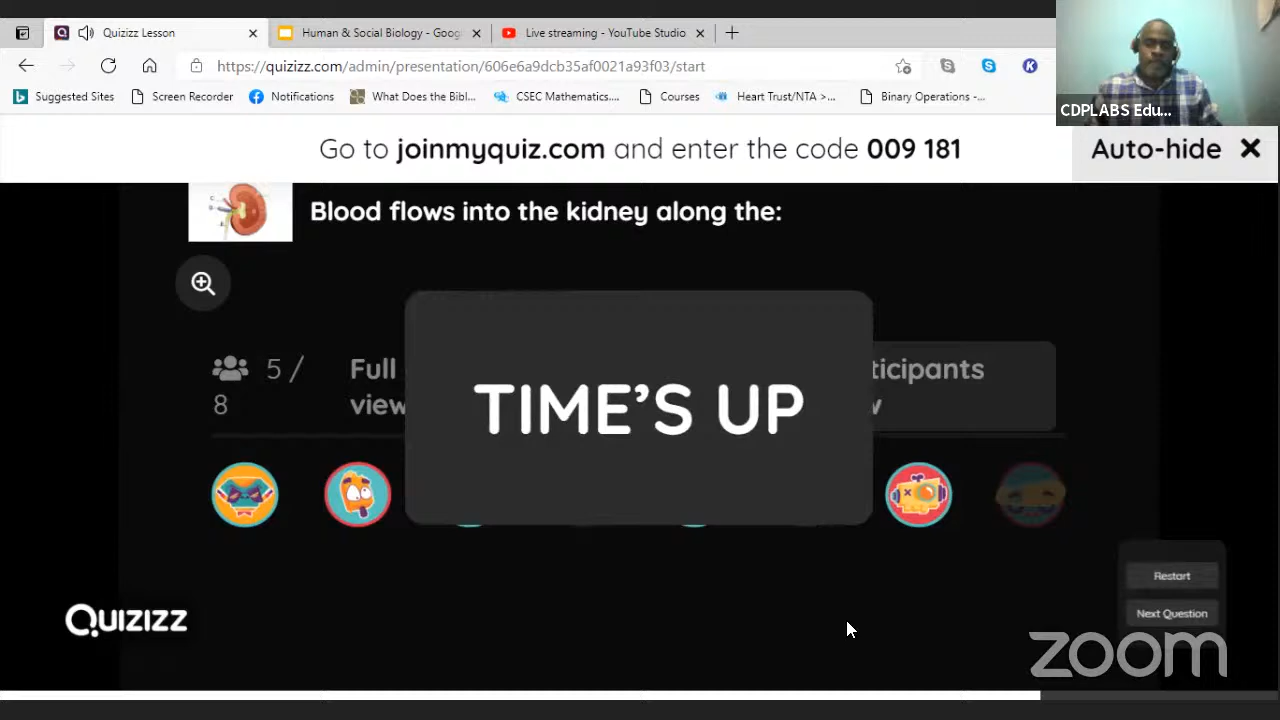 Quizizz Lesson
Human & Social Biology - Goog
Live streaming - YouTube Studio
https://quizizz.com/admin/presentation/606e6a9dcb35af0021a93f03/start
Suggested Sites
Screen Recorder
Notifications
What Does the Bibl...
CSEC Mathematics....
Courses
Heart Trust/NTA >...
Binary Operations -...
CDPLABS Edu...
Go to joinmyquiz.com and enter the code 009 181
Auto-hide
Blood flows into the kidney along the:
5 /
8
Full
view
ticipants
w
TIME'S UP
Restart
Next Question
Quizizz
zoom